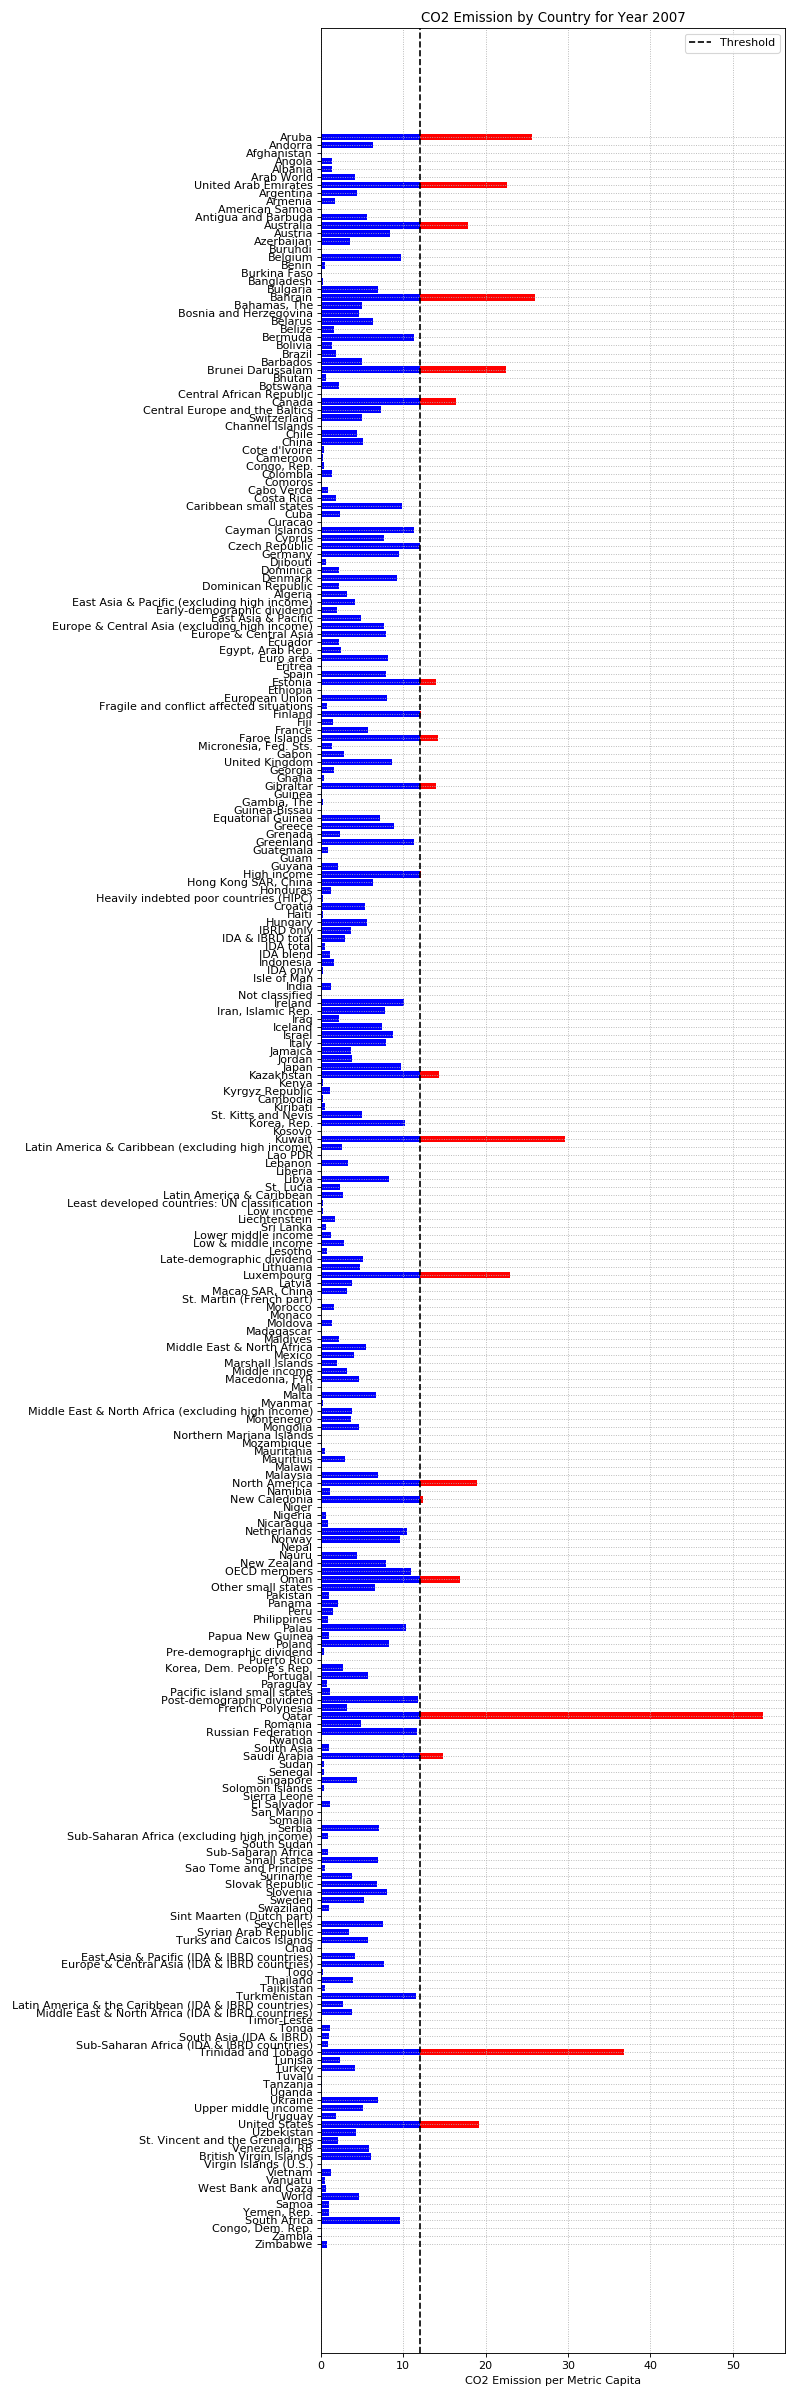 CO2 Emission by Country for Year 2007
Threshold
Aruba
Andorra
Afghanistan
Angola
Albania
Arab World
United Arab Emirates
Argentina
Armenia
American Samoa
Antigua and Barbuda
Australia
Austria
Azerbaijan
Burundi
Belgium
Benin
Burkina Faso
Bangladesh
Bulgaria
Bahrain
Bahamas, The
Bosnia and Herzegovina
Belarus
Belize
Bermuda
Bolivia
Brazil
Barbados
Brunei Darussalam
Bhutan
Botswana
Central African Republic
Canada
Central Europe and the Baltics
Switzerland
Channel Islands
Chile
China
Cote d'Ivoire
Cameroon
Congo, Rep.
Colombia
Comoros
Cabo Verde
Costa Rica
Caribbean small states
Cuba
Curacao
Cayman Islands
Cyprus
Czech Republic
Germany
Djibouti
Dominica
Denmark
Dominican Republic
Algeria
East Asia & Pacific (excluding high income)
Early-demographic dividend
East Asia & Pacific
Europe & Central Asia (excluding high income)
Europe & Central Asia
Ecuador
Egypt, Arab Rep.
Euro area
Eritrea
Spain
Estonia
Ethiopia
European Union
Fragile and conflict affected situations
Finland
Fiji
France
Faroe Islands
Micronesia, Fed. Sts.
Gabon
United Kingdom
Georgia
Ghana
Gibraltar
Guinea
Gambia, The
Guinea-Bissau
Equatorial Guinea
Greece
Grenada
Greenland
Guatemala
Guam
Guyana
High income
Hong Kong SAR, China
Honduras
Heavily indebted poor countries (HIPC)
Croatia
Haiti
Hungary
IBRD only
IDA & IBRD total
IDA total
IDA blend
Indonesia
IDA only
Isle of Man
India
Not classified
Ireland
Iran, Islamic Rep.
Iraq
Iceland
Israel
Italy
Jamaica
Jordan
Japan
Kazakhstan
Kenya
Kyrgyz Republic
Cambodia
Kiribati
St. Kitts and Nevis
Korea, Rep.
Kosovo
Kuwait
Latin America & Caribbean (excluding high income)
Lao PDR
Lebanon
Liberia
Libya
St. Lucia
Latin America & Caribbean
Least developed countries: UN classification
Low income
Liechtenstein
Sri Lanka
Lower middle income
Low & middle income
Lesotho
Late-demographic dividend
Lithuania
Luxembourg
Latvia
Macao SAR, China
St. Martin (French part)
Morocco
Monaco
Moldova
Madagascar
Maldives
Middle East & North Africa
Mexico
Marshall Islands
Middle income
Macedonia, FYR
Mali
Malta
Myanmar
Middle East & North Africa (excluding high income)
Montenegro
Mongolia
Northern Mariana Islands
Mozambique
Mauritania
Mauritius
Malawi
Malaysia
North America
Namibia
New Caledonia
Niger
Nigeria
Nicaragua
Netherlands
Norway
Nepal
Nauru
New Zealand
OECD members
Oman
Other small states
Pakistan
Panama
Peru
Philippines
Palau
Papua New Guinea
Poland
Pre-demographic dividend
Puerto Rico
Korea, Dem. People's Rep.
Portugal
Paraguay
Pacific island small states
Post-demographic dividend
French Polynesia
Qatar
Romania
Russian Federation
Rwanda
South Asia
Saudi Arabia
Sudan
Senegal
Singapore
Solomon Islands
Sierra Leone
El Salvador
San Marino
Somalia
Serbia
Sub-Saharan Africa (excluding high income)
South Sudan
Sub-Saharan Africa
Small states
Sao Tome and Principe
Suriname
Slovak Republic
Slovenia
Sweden
Swaziland
Sint Maarten (Dutch part)
Seychelles
Syrian Arab Republic
Turks and Caicos Islands
Chad
East Asia & Pacific (IDA & IBRD countries)
Europe & Central Asia (IDA & IBRD countries)
Togo
Thailand
Tajikistan
Turkmenistan
Latin America & the Caribbean (IDA & IBRD countries)
Middle East & North Africa (IDA & IBRD countries)
Timor-Leste
Tonga
South Asia (IDA & IBRD)
Sub-Saharan Africa (IDA & IBRD countries)
Trinidad and Tobago
Tunisia
Turkey
Tuvalu
Tanzania
Uganda
Ukraine
Upper middle income
Uruguay
United States
Uzbekistan
St. Vincent and the Grenadines
Venezuela, RB
British Virgin Islands
Virgin Islands (U.S.)
Vietnam
Vanuatu
West Bank and Gaza
World
Samoa
Yemen, Rep.
South Africa
Congo, Dem. Rep.
Zambia
Zimbabwe
0 10 20 30 40 50
CO2 Emission per Metric Capita